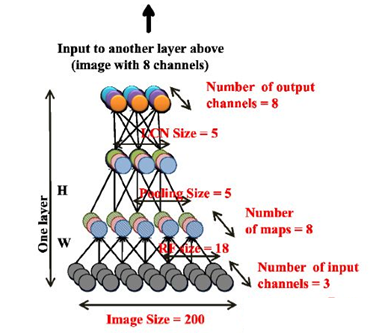 Input to another layer above
(image with 8 channels)
Number of output
channels = 8
LCN Size = 5
Pooling Size = 5
H
One layer
W
Number
of maps = 8
RF size = 18
Number of input
channels = 3
Image Size = 200